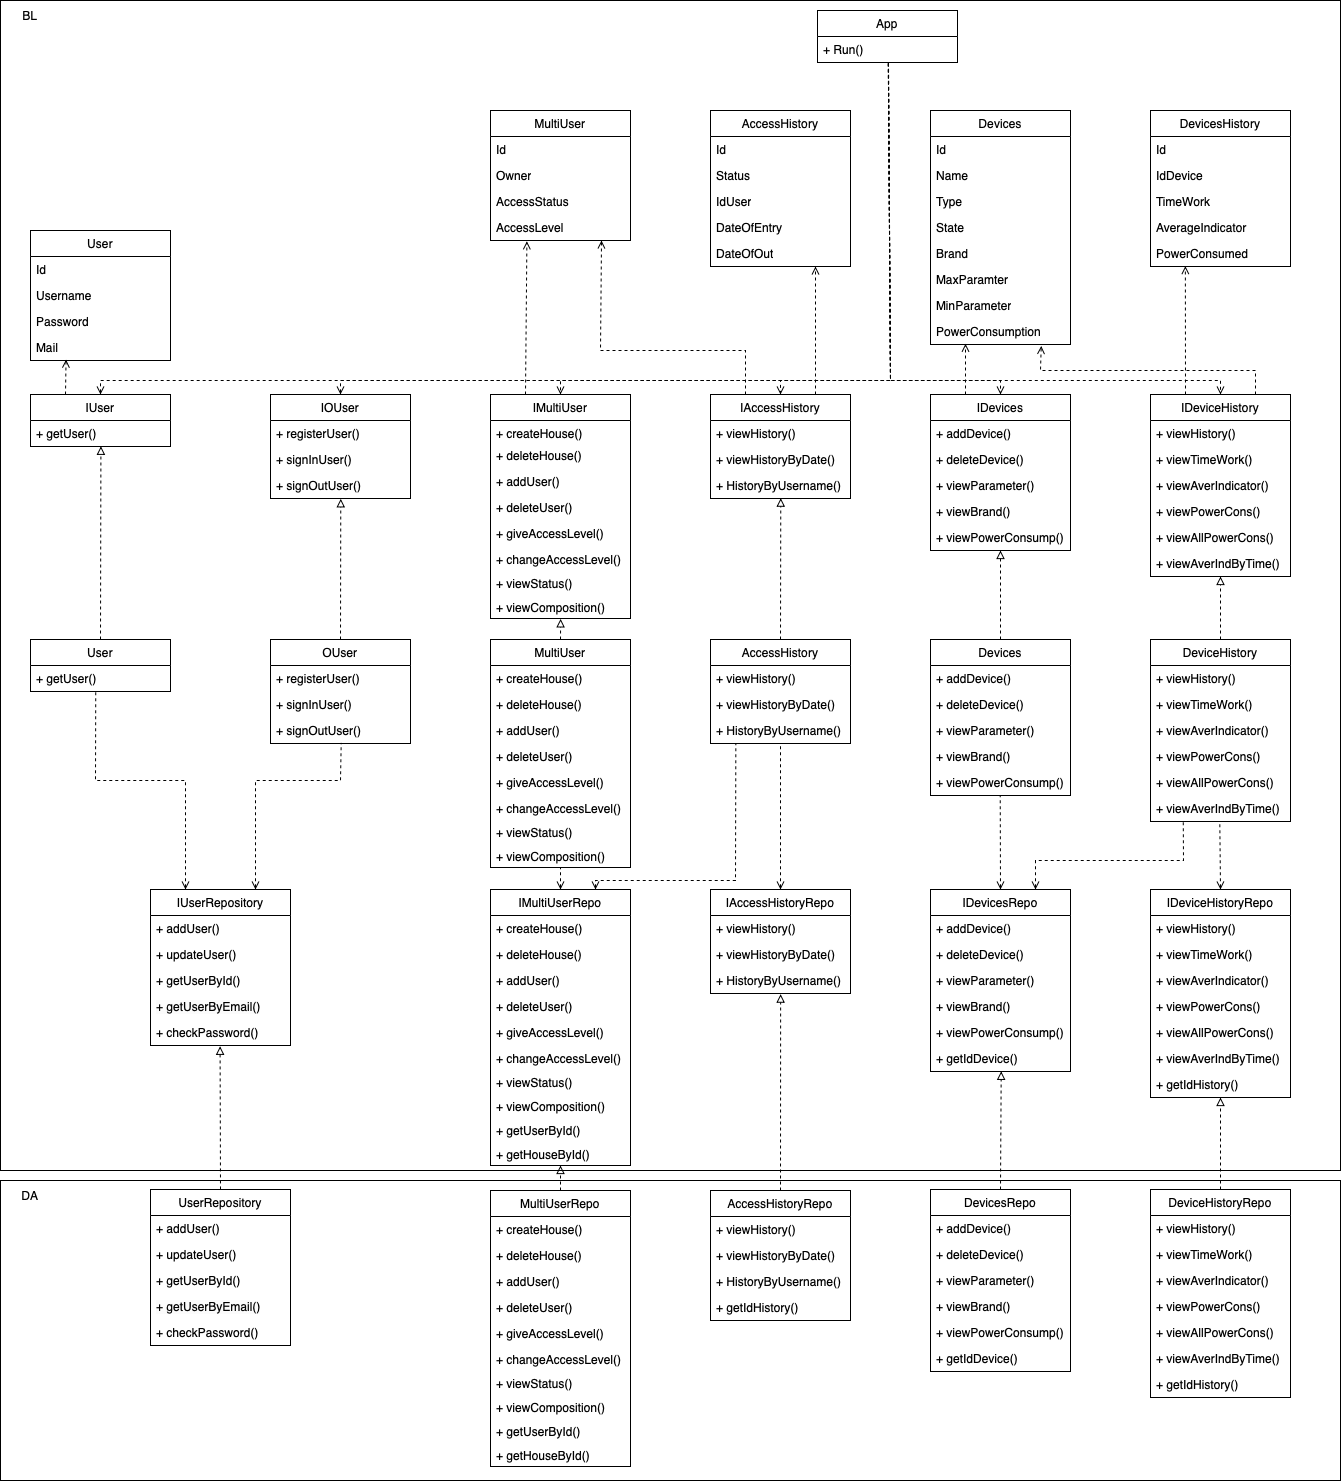 BL
App
+ Run()
MultiUser
Id
Owner
AccessStatus
AccessLevel
AccessHistory
Id
Status
IdUser
DateOfEntry
DateOfOut
Devices
Id
Name
Type
State
Brand
MaxParamter
MinParameter
PowerConsumption
DevicesHistory
Id
IdDevice
TimeWork
AverageIndicator
PowerConsumed
User
Id
Username
Password
Mail
IUser
+ getUser()
IOUser
+ registerUser()
+ signInUser()
+ signOutUser()
IMultiUser
+ createHouse()
+ deleteHouse()
+ addUser()
+ deleteUser()
+ giveAccessLevel()
+ changeAccessLevel()
+ viewStatus()
+ viewComposition()
IAccessHistory
+ viewHistory()
+ viewHistoryByDate()
+ HistoryByUsername()
IDevices
+ addDevice()
+ deleteDevice()
+ viewParameter()
+ viewBrand()
+ viewPowerConsump()
IDeviceHistory
+ viewHistory()
+ viewTimeWork()
+ viewAverIndicator()
+ viewPowerCons()
+ viewAllPowerCons()
+ viewAverIndByTime()
User
+ getUser()
OUser
+ registerUser()
+ signInUser()
+ signOutUser()
MultiUser
+ createHouse()
+ deleteHouse()
+ addUser()
+ deleteUser()
+ giveAccessLevel()
+ changeAccessLevel()
+ viewStatus()
+ viewComposition()
AccessHistory
+ viewHistory()
+ viewHistoryByDate()
+ HistoryByUsername()
Devices
+ addDevice()
+ deleteDevice()
+ viewParameter()
+ viewBrand()
+ viewPowerConsump()
DeviceHistory
+ viewHistory()
+ viewTimeWork()
+ viewAverIndicator()
+ viewPowerCons()
+ viewAllPowerCons()
+ viewAverIndByTime()
IUserRepository
+ addUser()
+ updateUser()
+ getUserById()
+ getUserByEmail()
+ checkPassword()
IMultiUserRepo
+ createHouse()
+ deleteHouse()
+ addUser()
+ deleteUser()
+ giveAccessLevel()
+ changeAccessLevel()
+ viewStatus()
+ viewComposition()
+ getUserById()
+ getHouseById()
IAccessHistoryRepo
+ viewHistory()
+ viewHistoryByDate()
+ HistoryByUsername()
IDevicesRepo
+ addDevice()
+ deleteDevice()
+ viewParameter()
+ viewBrand()
+ viewPowerConsump()
+ getIdDevice()
IDeviceHistoryRepo
+ viewHistory()
+ viewTimeWork()
+ viewAverIndicator()
+ viewPowerCons()
+ viewAllPowerCons()
+ viewAverIndByTime()
+ getIdHistory()
DA
UserRepository
+ addUser()
+ updateUser()
+ getUserById()
+ getUserByEmail()
+ checkPassword()
MultiUserRepo
+ createHouse()
+ deleteHouse()
+ addUser()
+ deleteUser()
+ giveAccessLevel()
+ changeAccessLevel()
+ viewStatus()
+ viewComposition()
+ getUserById()
+ getHouseById()
AccessHistoryRepo
+ viewHistory()
+ viewHistoryByDate()
+ HistoryByUsername()
+ getIdHistory()
DevicesRepo
+ addDevice()
+ deleteDevice()
+ viewParameter()
+ viewBrand()
+ viewPowerConsump()
+ getIdDevice()
DeviceHistoryRepo
+ viewHistory()
+ viewTimeWork()
+ viewAverIndicator()
+ viewPowerCons()
+ viewAllPowerCons()
+ viewAverIndByTime()
+ getIdHistory()